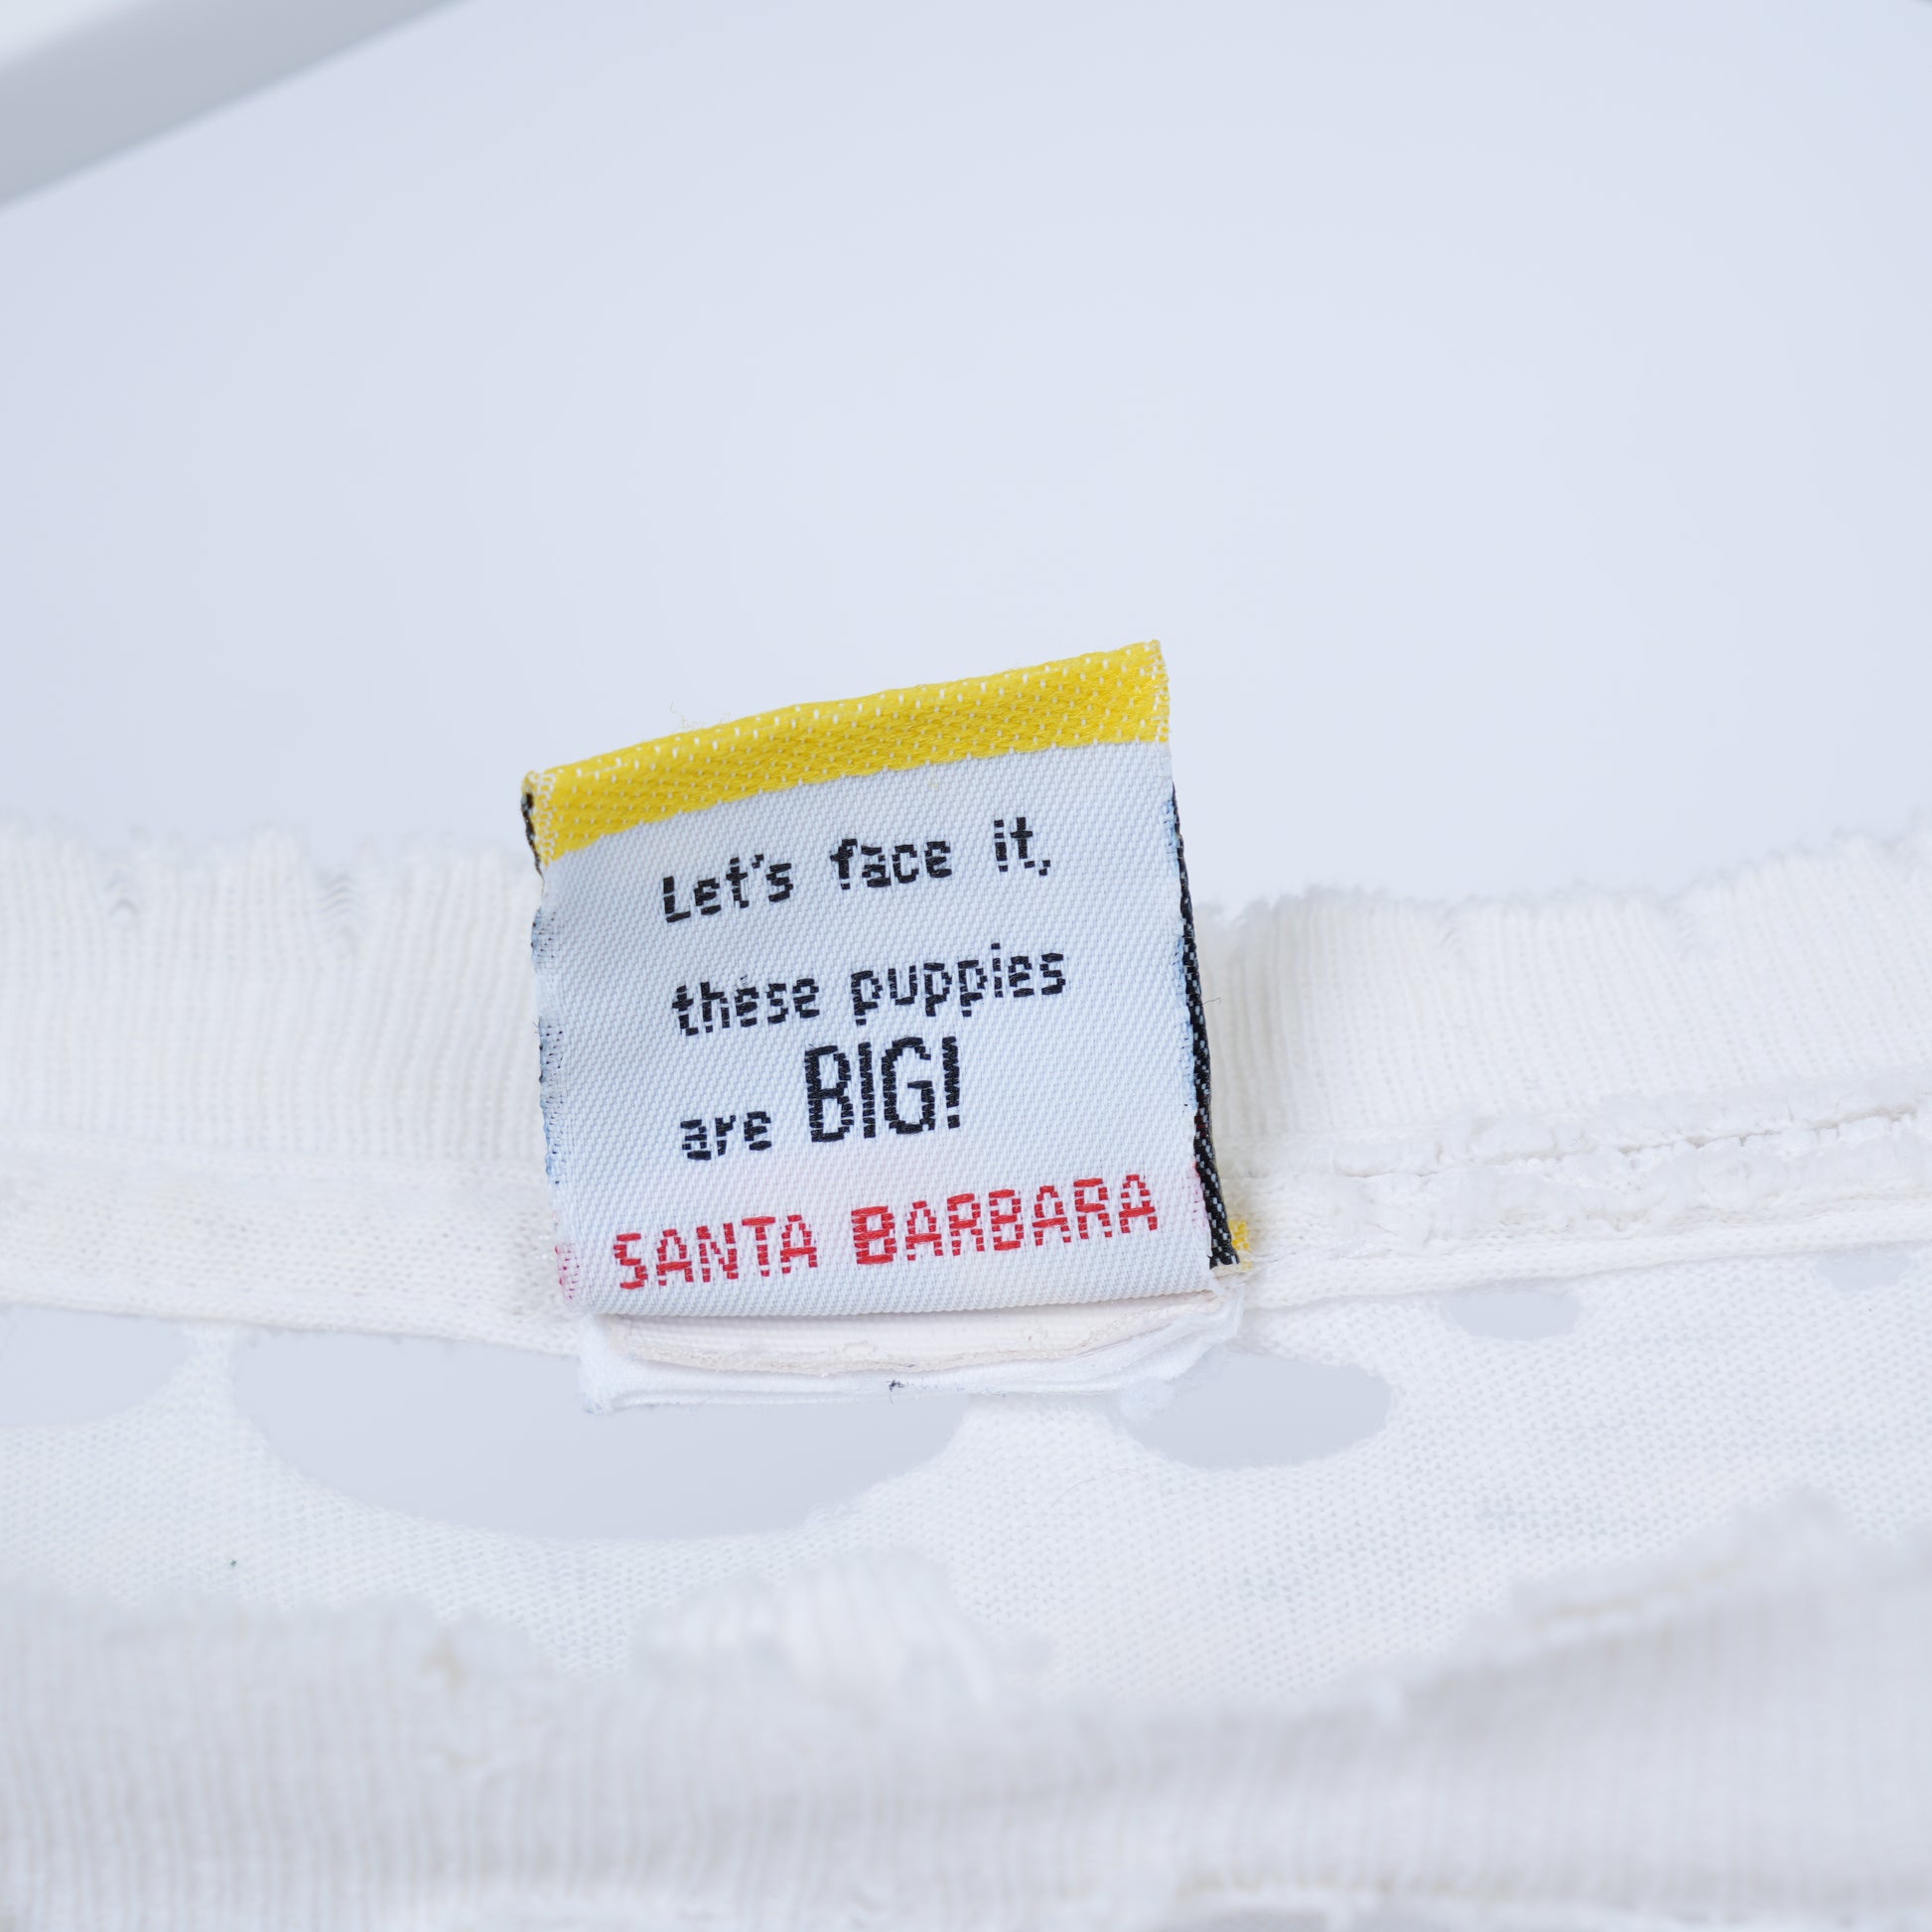 Let's face it,
these puppies
are BIG!
SANTA BARBARA